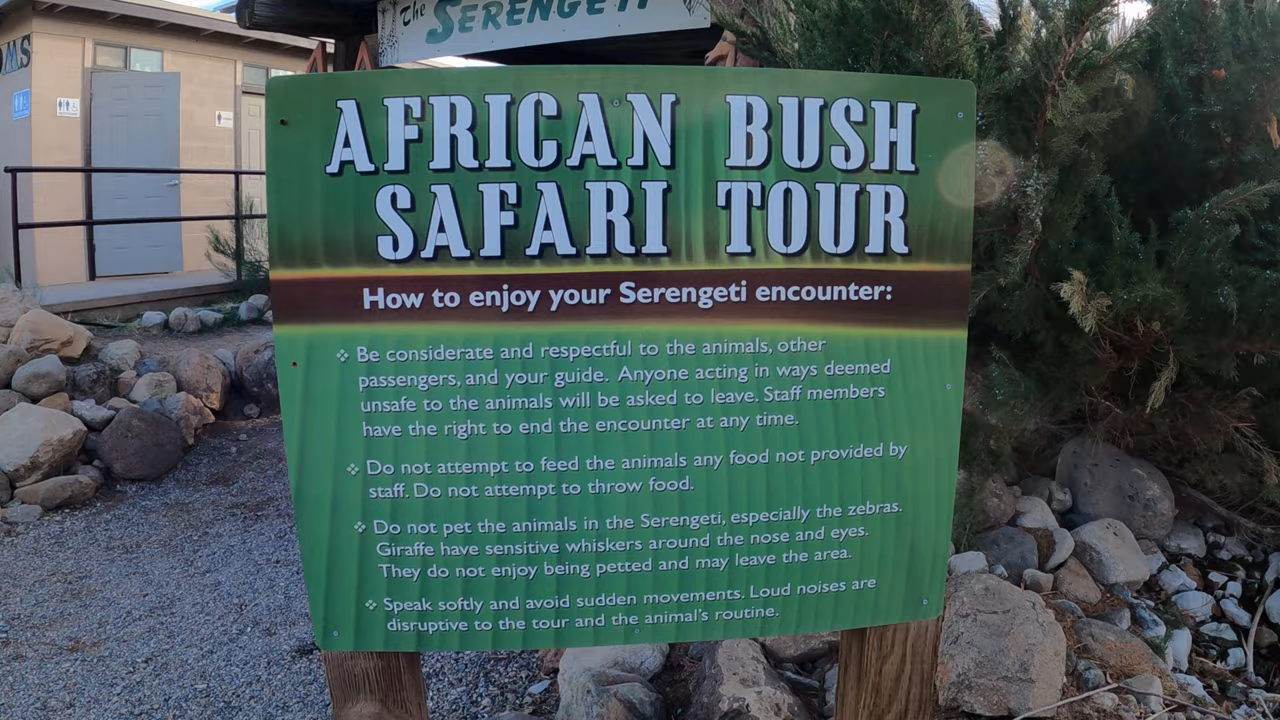 The SERENGETI
OMS
AFRICAN BUSH
SAFARI TOUR
How to enjoy your Serengeti encounter:
❖ Be considerate and respectful to the animals, other
passengers, and your guide. Anyone acting in ways deemed
unsafe to the animals will be asked to leave. Staff members
have the right to end the encounter at any time.
❖ Do not attempt to feed the animals any food not provided by
staff. Do not attempt to throw food.
❖ Do not pet the animals in the Serengeti, especially the zebras.
Giraffe have sensitive whiskers around the nose and eyes.
They do not enjoy being petted and may leave the area.
❖ Speak softly and avoid sudden movements. Loud noises are
disruptive to the tour and the animal's routine.